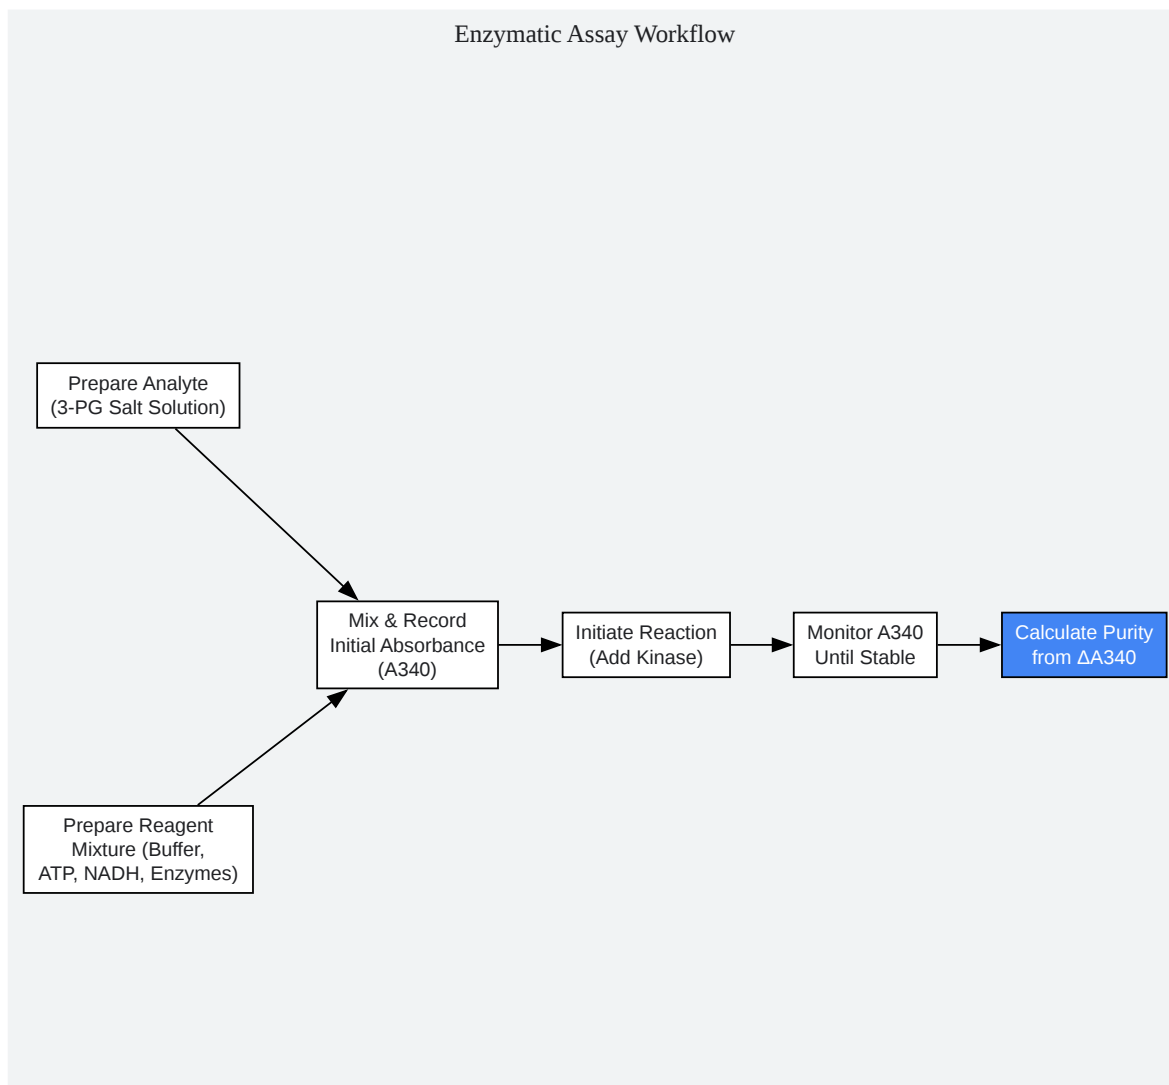 Enzymatic Assay Workflow
Prepare Analyte
(3-PG Salt Solution)
Prepare Reagent
Mixture (Buffer,
ATP, NADH, Enzymes)
Mix & Record
Initial Absorbance
(A340)
Initiate Reaction
(Add Kinase)
Monitor A340
Until Stable
Calculate Purity
from ΔA340